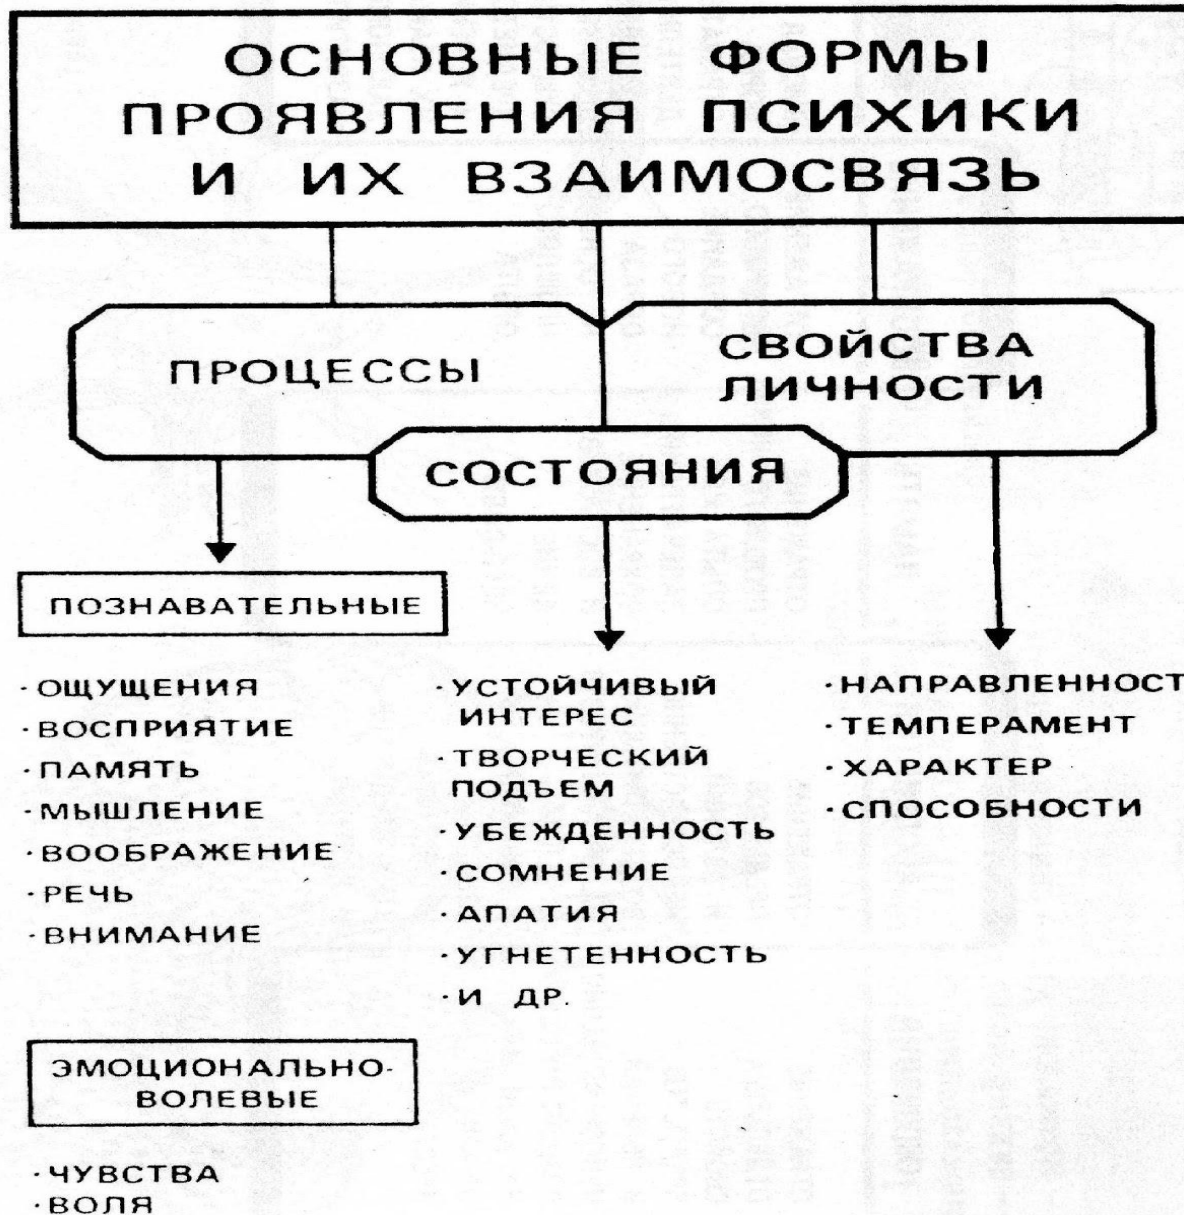 ОСНОВНЫЕ ФОРМЫ
ПРОЯВЛЕНИЯ ПСИХИКИ
И ИХ ВЗАИМОСВЯЗЬ
ПРОЦЕССЫ
СВОЙСТВА
ЛИЧНОСТИ
СОСТОЯНИЯ
ПОЗНАВАТЕЛЬНЫЕ
· ОЩУЩЕНИЯ
· ВОСПРИЯТИЕ
· ПАМЯТЬ
· МЫШЛЕНИЕ
· ВООБРАЖЕНИЕ
· РЕЧЬ
· ВНИМАНИЕ
ЭМОЦИОНАЛЬНО-
ВОЛЕВЫЕ
· ЧУВСТВА
· ВОЛЯ
· УСТОЙЧИВЫЙ
ИНТЕРЕС
· ТВОРЧЕСКИЙ
ПОДЪЕМ
· УБЕЖДЕННОСТЬ
· СОМНЕНИЕ
· АПАТИЯ
· УГНЕТЕННОСТЬ
· И ДР.
· НАПРАВЛЕННОСТ
· ТЕМПЕРАМЕНТ
· ХАРАКТЕР
· СПОСОБНОСТИ